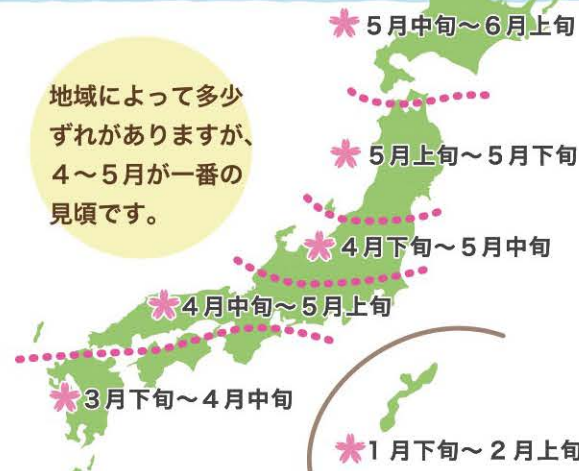 5月中旬～6月上旬
地域によって多少
ずれがありますが、
4～5月が一番の
見頃です。
5月上旬～5月下旬
4月下旬～5月中旬
4月中旬～5月上旬
3月下旬～4月中旬
1月下旬～2月上旬